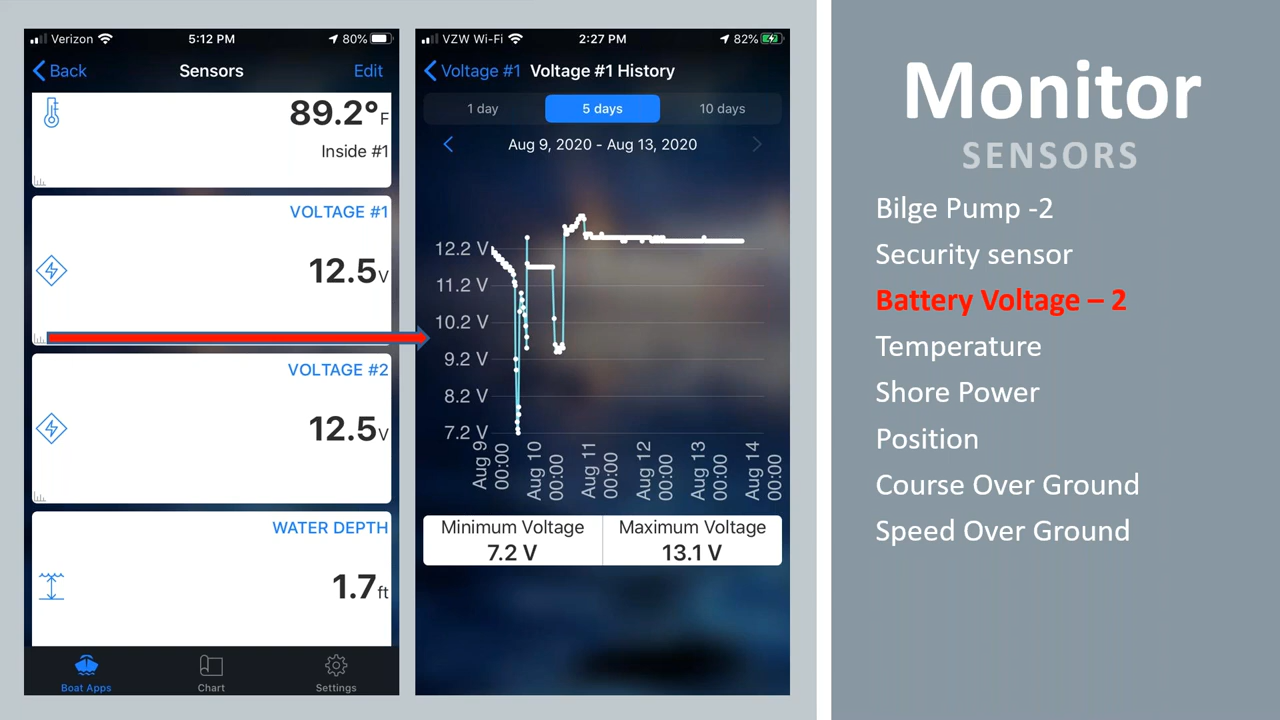 Verizon 5:12 PM 80%
Back Sensors Edit
89.2°F
Inside #1
VOLTAGE #1
12.5V
VOLTAGE #2
12.5V
WATER DEPTH
1.7ft
Boat Apps Chart Settings
VZW Wi-Fi 2:27 PM 82%
Voltage #1 Voltage #1 History
1 day 5 days 10 days
Aug 9, 2020 - Aug 13, 2020
12.2 V
11.2 V
10.2 V
9.2 V
8.2 V
7.2 V
Aug 9 00:00
Aug 10 00:00
Aug 11 00:00
Aug 12 00:00
Aug 13 00:00
Aug 14 00:00
Minimum Voltage Maximum Voltage
7.2 V 13.1 V
Monitor
SENSORS
Bilge Pump -2
Security sensor
Battery Voltage – 2
Temperature
Shore Power
Position
Course Over Ground
Speed Over Ground